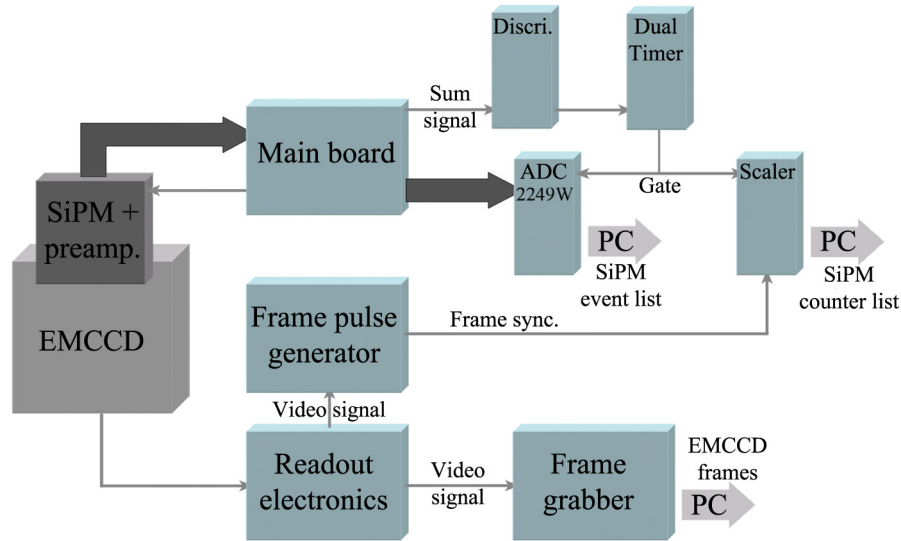 Discri.
Dual
Timer
Sum
signal
Main board
ADC
2249W
Gate
Scaler
SiPM +
preamp.
PC
SiPM
event list
PC
SiPM
counter list
EMCCD
Frame pulse
generator
Frame sync.
Video signal
Readout
electronics
Video
signal
Frame
grabber
EMCCD
frames
PC